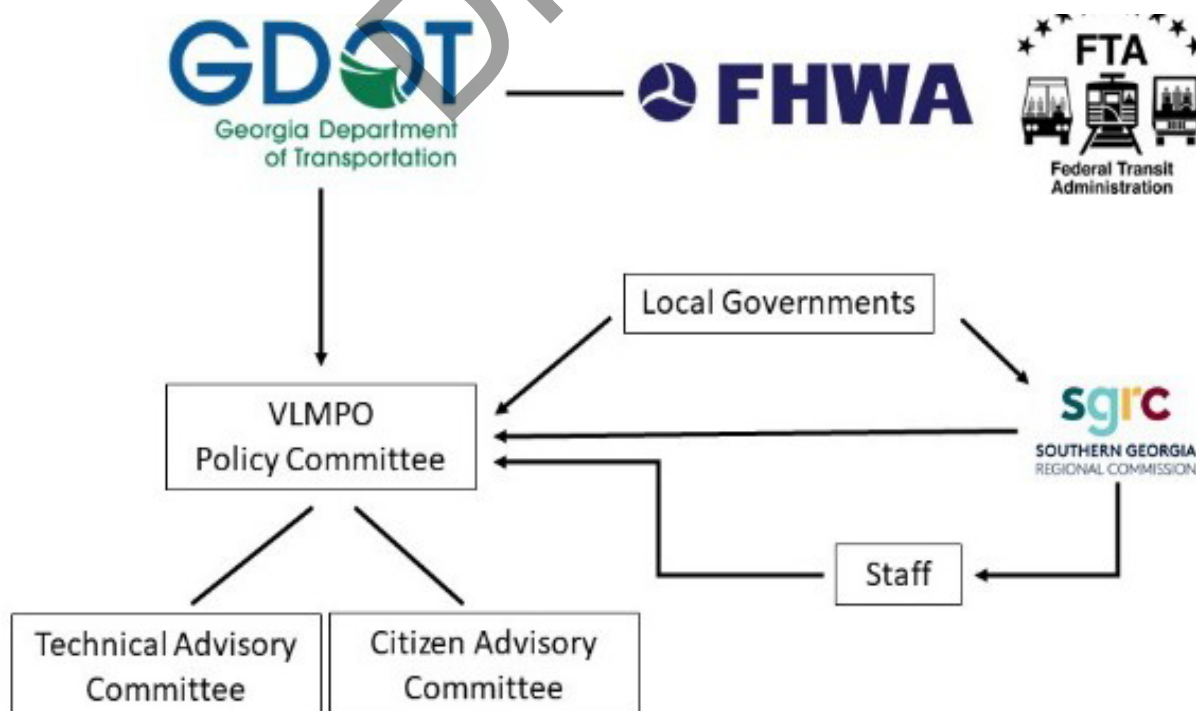 GDOT
Georgia Department
of Transportation
FHWA
FTA
Federal Transit
Administration
Local Governments
VLMPO
Policy Committee
sgrc
SOUTHERN GEORGIA
REGIONAL COMMISSION
Staff
Technical Advisory
Committee
Citizen Advisory
Committee